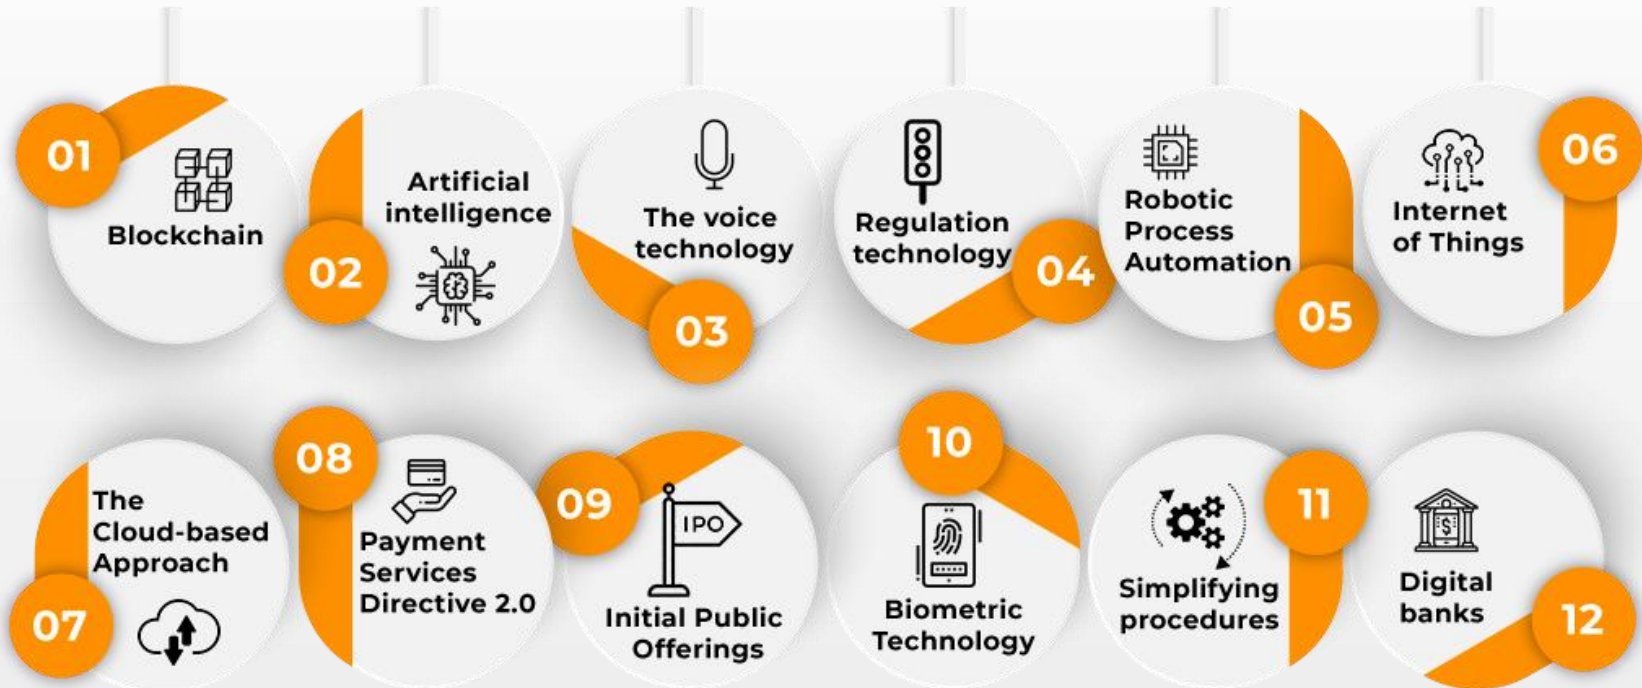 01
Blockchain
02
Artificial
intelligence
03
The voice
technology
04
Regulation
technology
05
Robotic
Process
Automation
06
Internet
of Things
07
The
Cloud-based
Approach
08
Payment
Services
Directive 2.0
09
IPO
Initial Public
Offerings
10
Biometric
Technology
11
Simplifying
procedures
12
$
Digital
banks